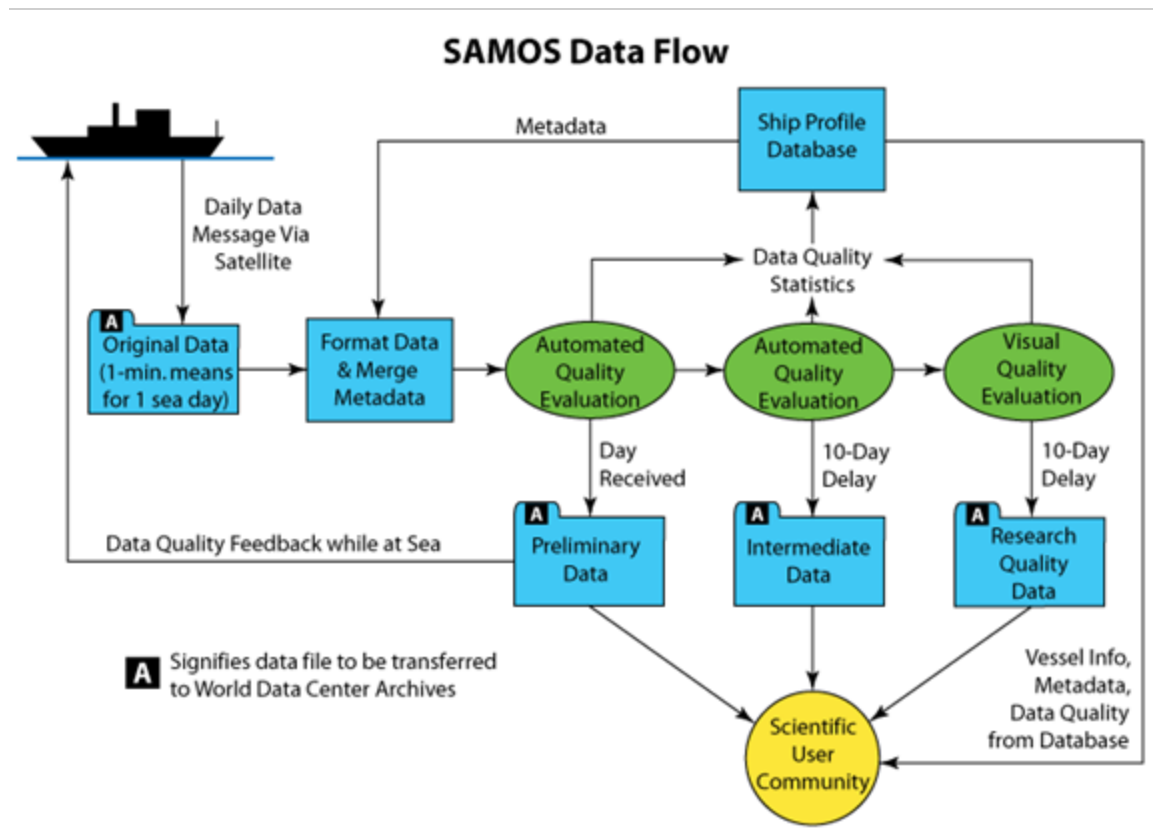 SAMOS Data Flow
Metadata
Ship Profile
Database
Daily Data
Message Via
Satellite
Data Quality
Statistics
A
Original Data
(1-min. means
for 1 sea day)
Format Data
& Merge
Metadata
Automated
Quality
Evaluation
Automated
Quality
Evaluation
Visual
Quality
Evaluation
Day
Received
10-Day
Delay
10-Day
Delay
Data Quality Feedback while at Sea
A
Preliminary
Data
A
Intermediate
Data
A
Research
Quality
Data
A
Signifies data file to be transferred
to World Data Center Archives
Vessel Info,
Metadata,
Data Quality
from Database
Scientific
User
Community